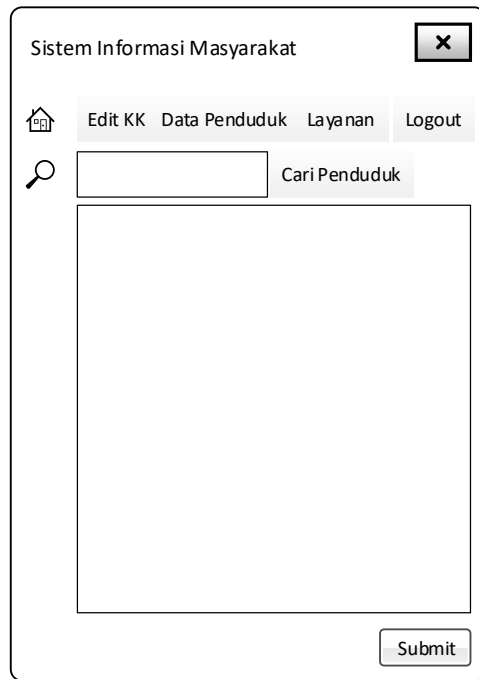 Sistem Informasi Masyarakat
Edit KK Data Penduduk Layanan Logout
Cari Penduduk
Submit